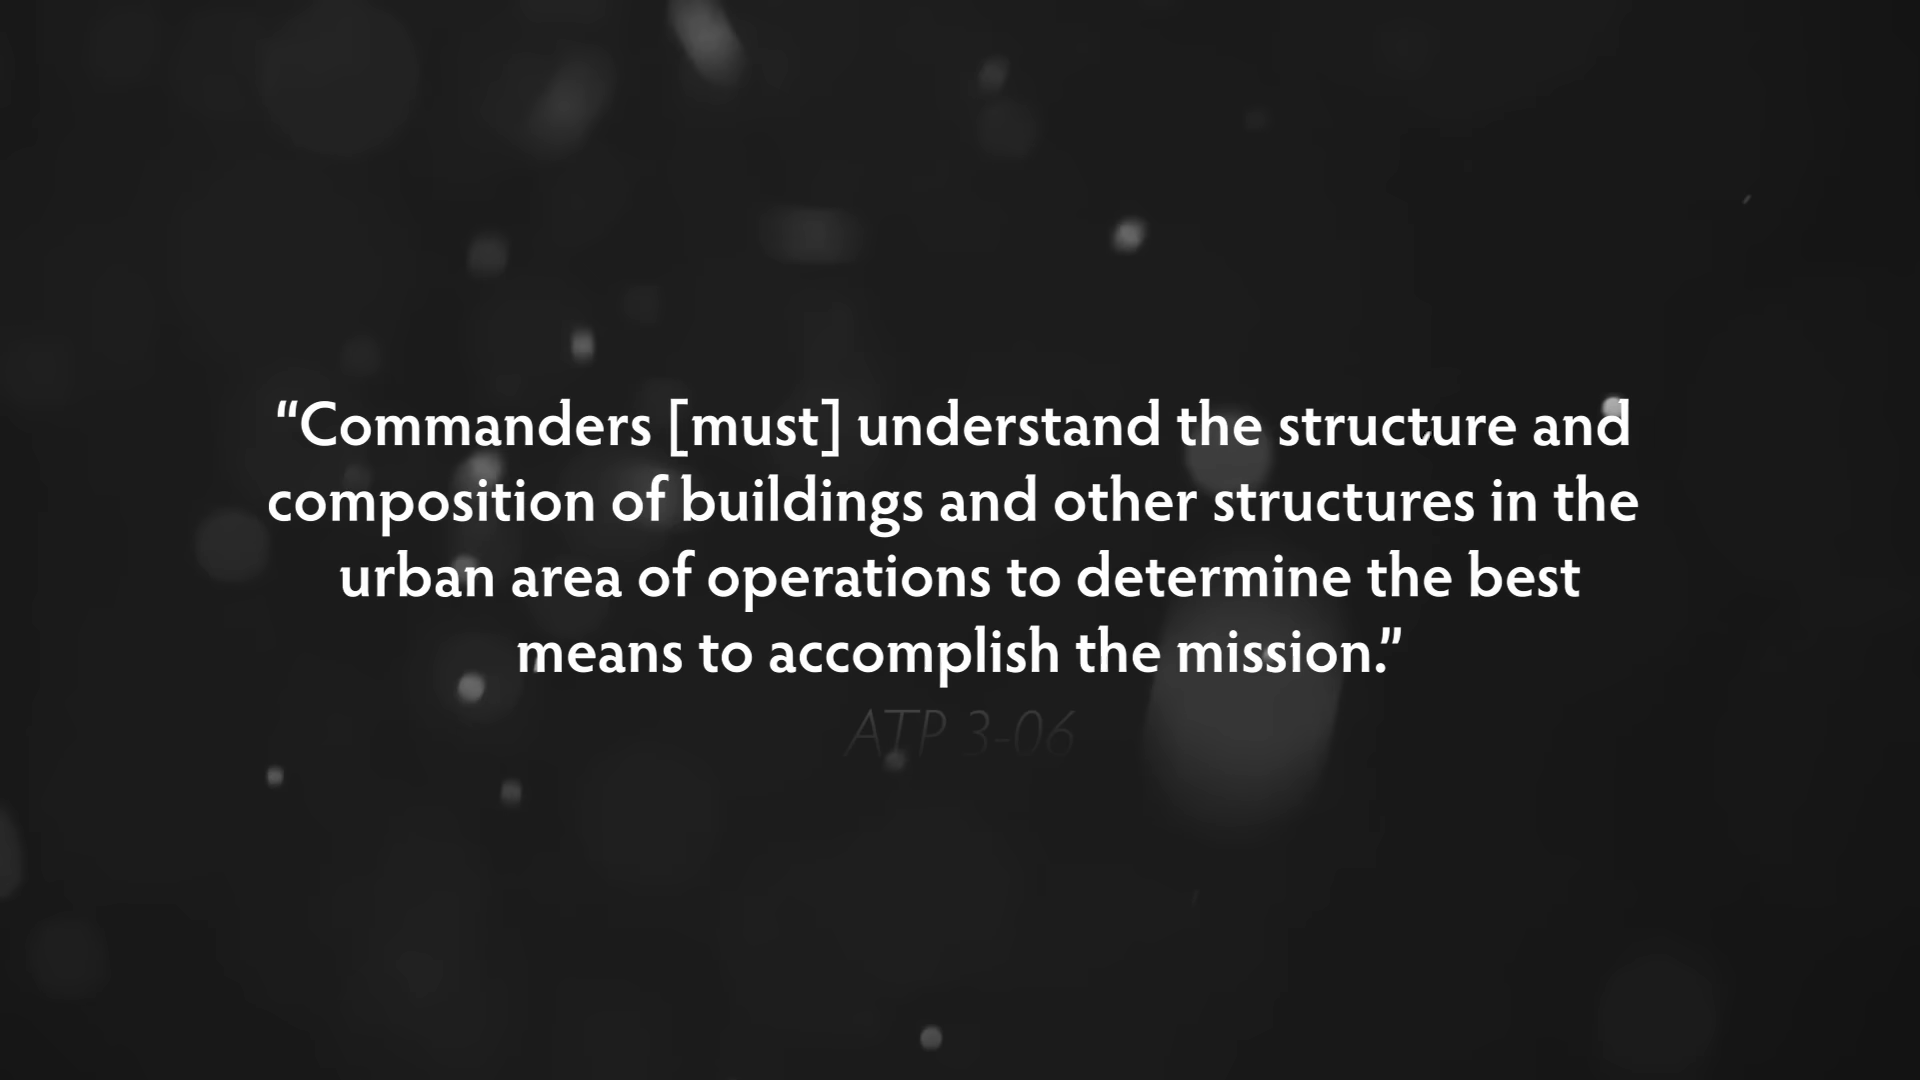 “Commanders [must] understand the structure and
composition of buildings and other structures in the
urban area of operations to determine the best
means to accomplish the mission.”
ATP 3-06